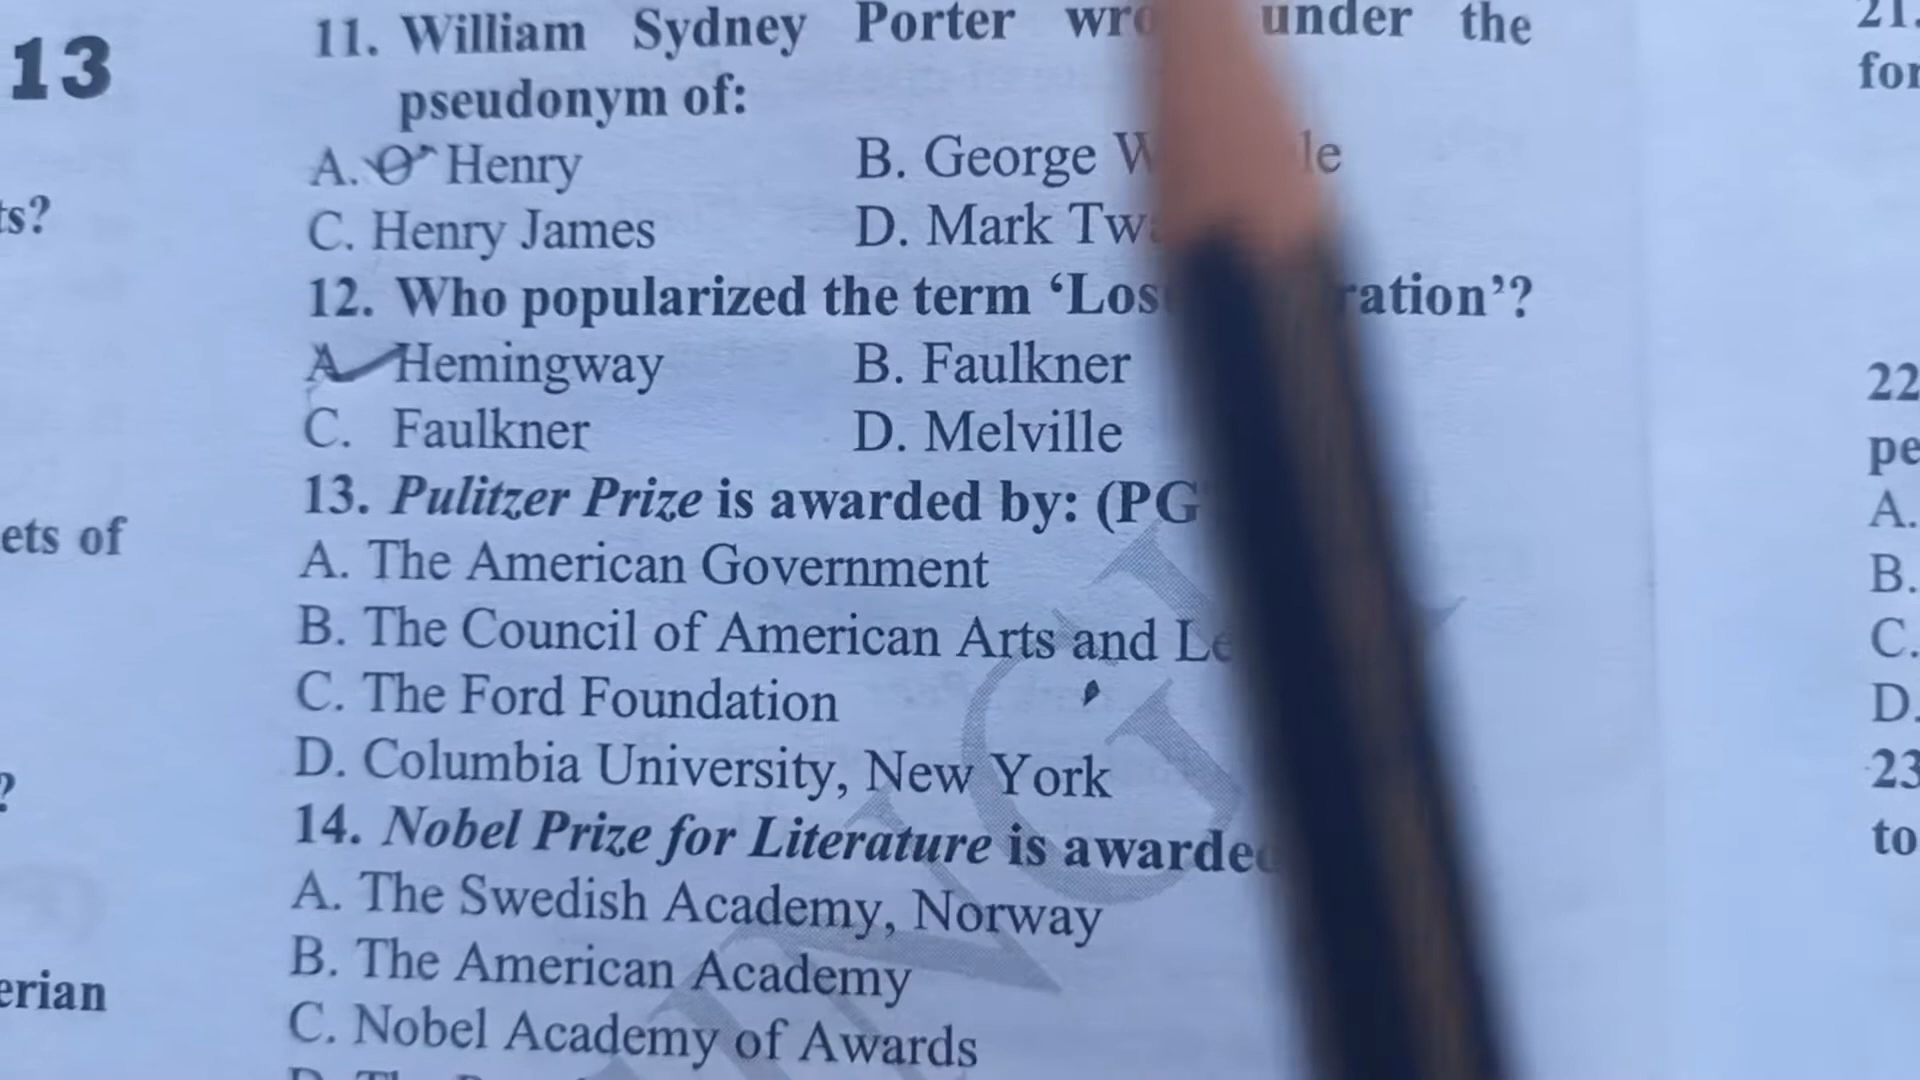 13
ts?
ets of
?
erian
11. William Sydney Porter under the
pseudonym of:
A. O' Henry B. George
C. Henry James D. Mark
12. Who popularized the term ‘
A. Hemingway B. Faulkner
C. Faulkner D. Melville
13. Pulitzer Prize is awarded by: (PG
A. The American Government
B. The Council of American Arts and
C. The Ford Foundation
D. Columbia University, New York
14. Nobel Prize for Literature is
A. The Swedish Academy, Norway
B. The American Academy
C. Nobel Academy of Awards
21.
for
22
pe
A.
B.
C.
D.
23
to